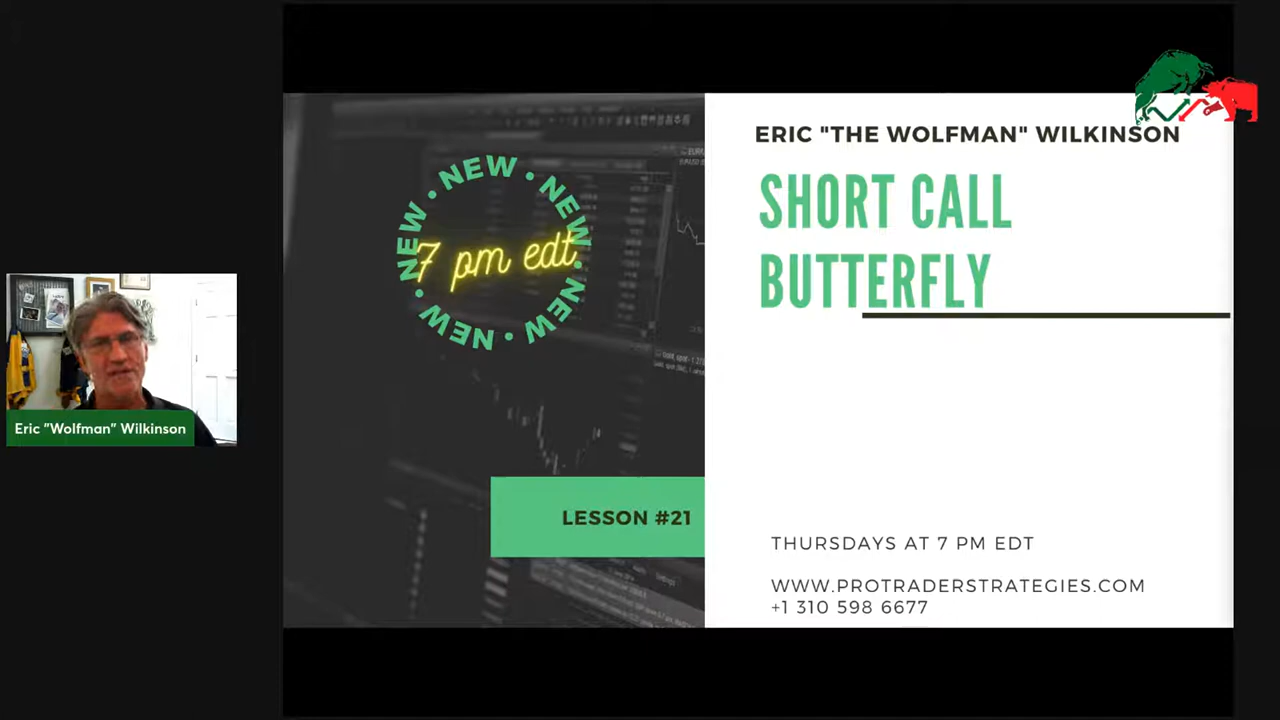 ERIC "THE WOLFMAN" WILKINSON
SHORT CALL
BUTTERFLY
NEW • NEW • NEW • NEW • NEW •
7 pm edt
LESSON #21
THURSDAYS AT 7 PM EDT
WWW.PROTRADERSTRATEGIES.COM
+1 310 598 6677
Eric "Wolfman" Wilkinson